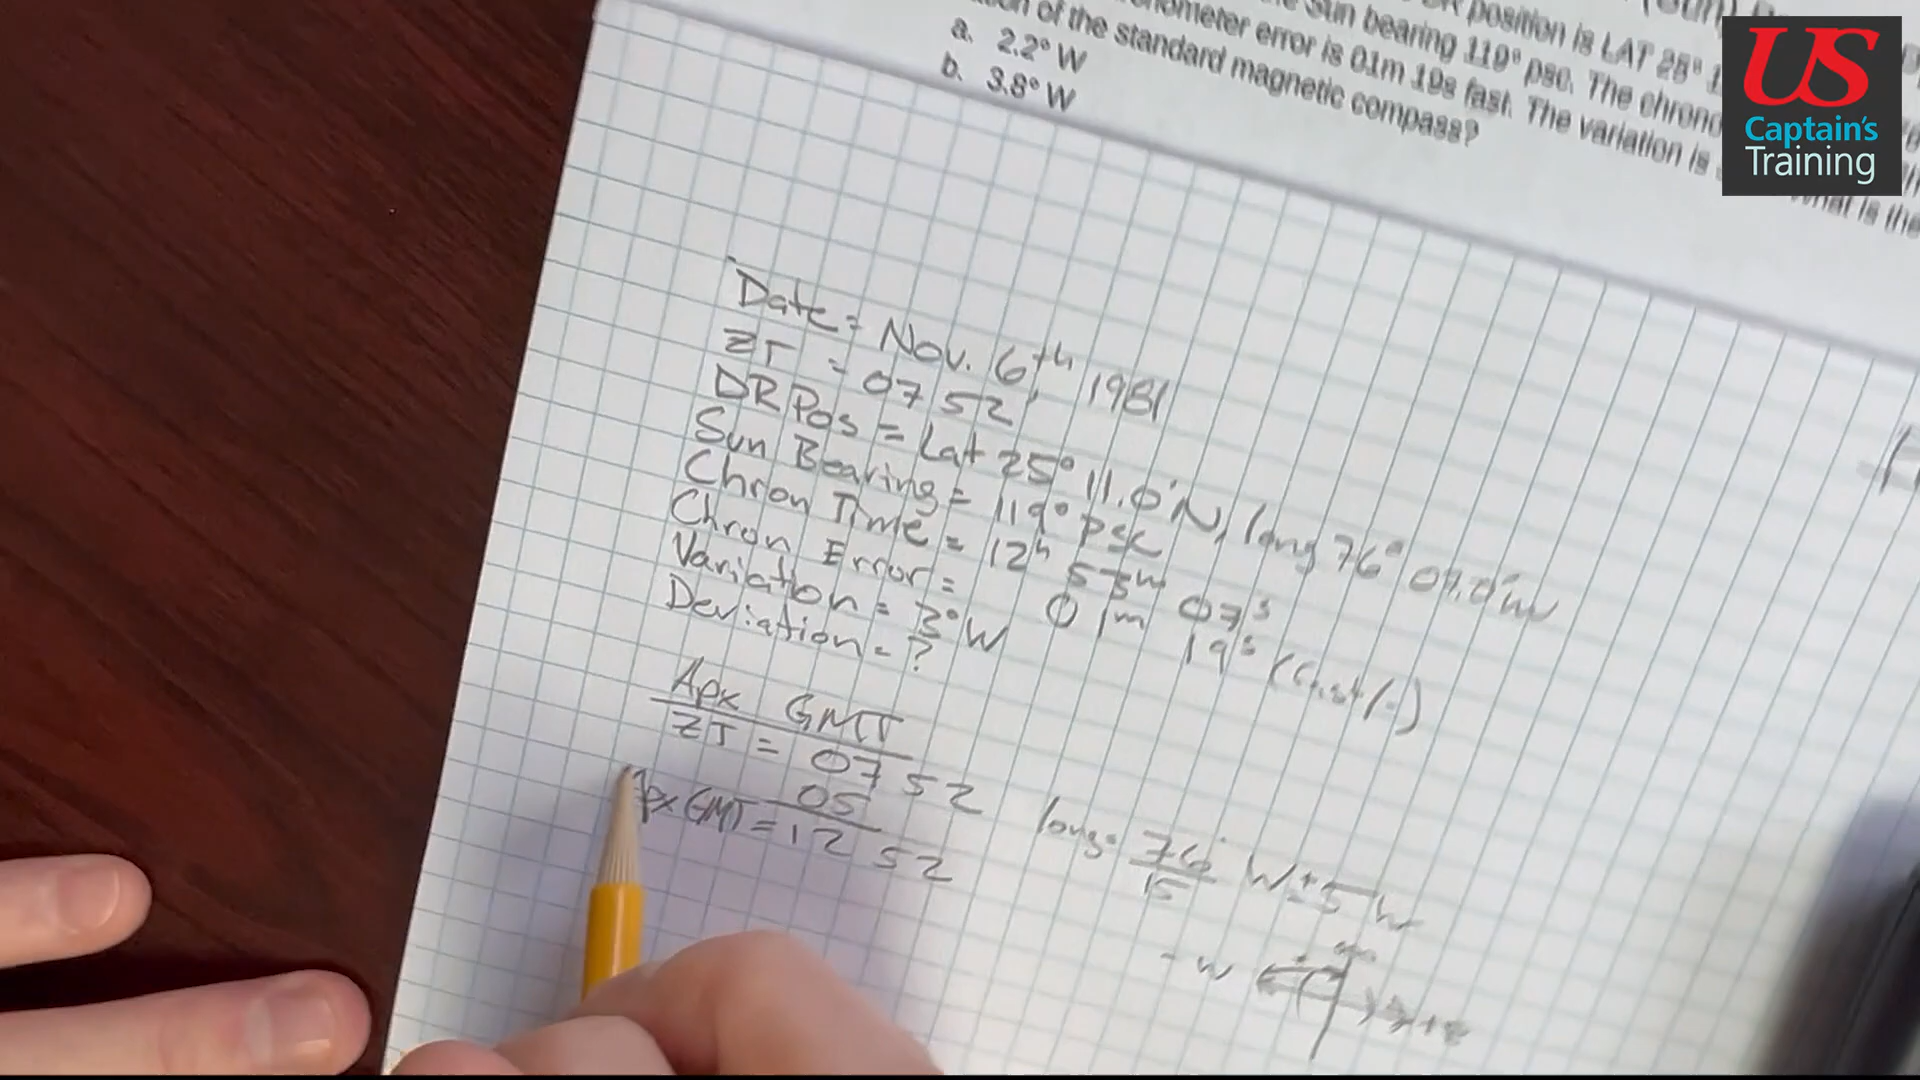 position is LAT 25°
Sun bearing 119° psc. The chrono
chronometer error is 01m 19s fast. The variation is
of the standard magnetic compass?
What is the
a. 2.2° W
b. 3.8° W
US
Captain's
Training
Date = Nov. 6th, 1981
ZT = 07 52
DR Pos = Lat 25° 11.0' N, long 76° 07.0' W
Sun Bearing = 119° psc
Chron Time = 12h 53m 07s
Chron Error = 01m 19s (fast/-)
Variation = 3° W
Deviation = ?
Apx GMT
ZT = 07 52
05
Apx GMT = 12 52
long = 76 W
15
- W